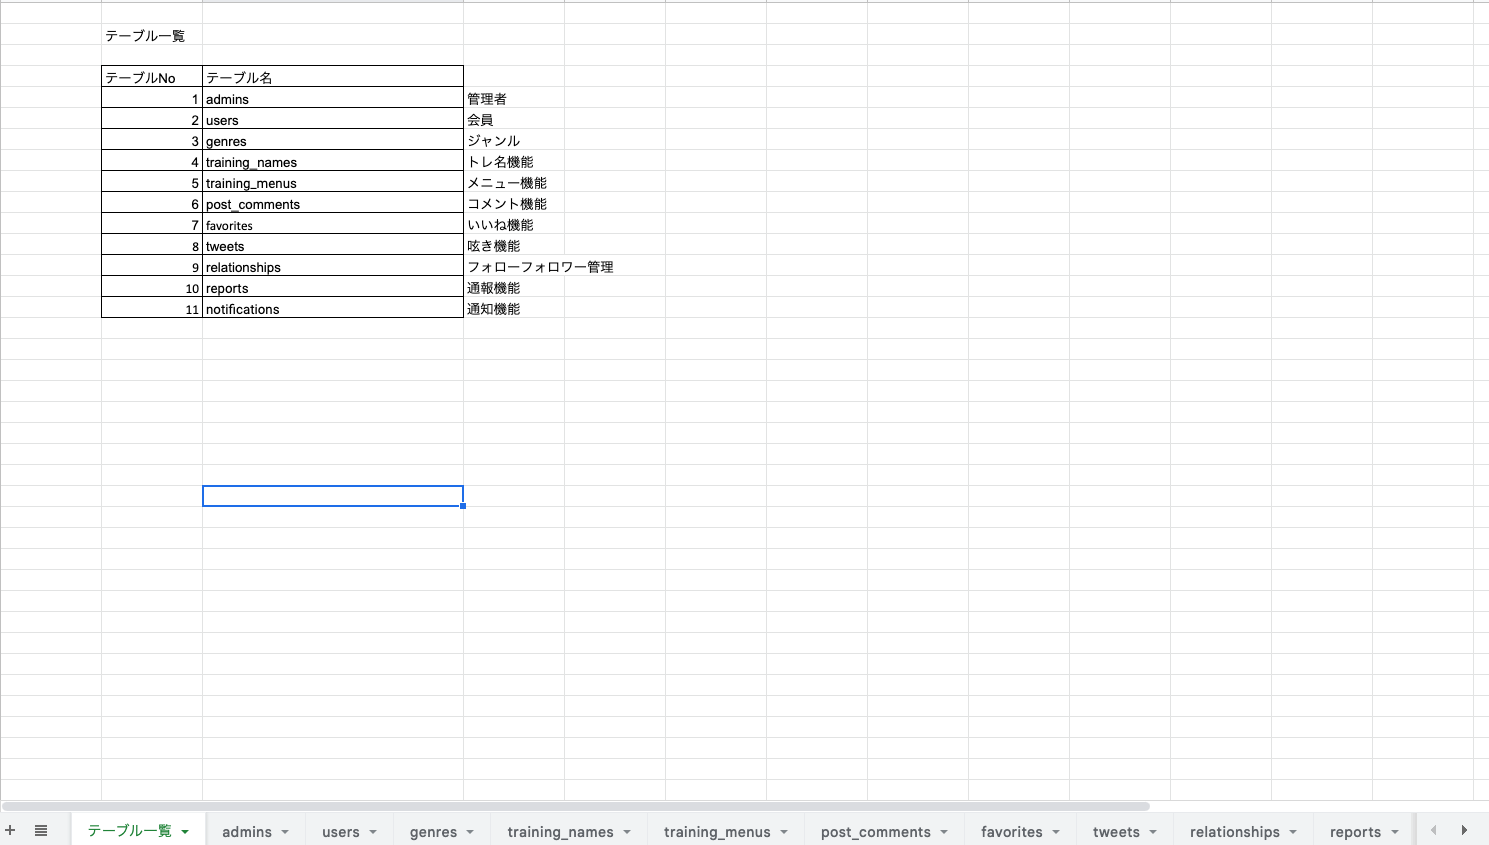 テーブル一覧
テーブルNo テーブル名
1 admins 管理者
2 users 会員
3 genres ジャンル
4 training_names トレ名機能
5 training_menus メニュー機能
6 post_comments コメント機能
7 favorites いいね機能
8 tweets 呟き機能
9 relationships フォローフォロワー管理
10 reports 通報機能
11 notifications 通知機能
テーブル一覧 admins users genres training_names training_menus post_comments favorites tweets relationships reports